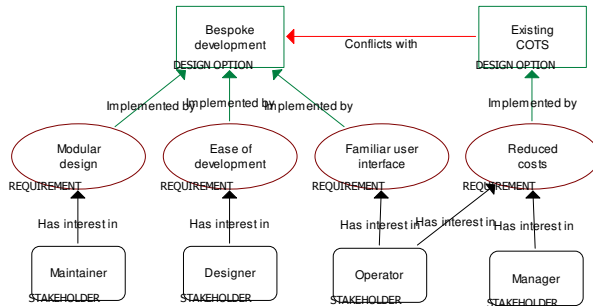 Bespoke
development
DESIGN OPTION
Conflicts with
Existing
COTS
DESIGN OPTION
Implemented by
Implemented by
Implemented by
Implemented by
Modular
design
REQUIREMENT
Ease of
development
REQUIREMENT
Familiar user
interface
REQUIREMENT
Reduced
costs
REQUIREMENT
Has interest in
Has interest in
Has interest in
Has interest in
Has interest in
Maintainer
STAKEHOLDER
Designer
STAKEHOLDER
Operator
STAKEHOLDER
Manager
STAKEHOLDER